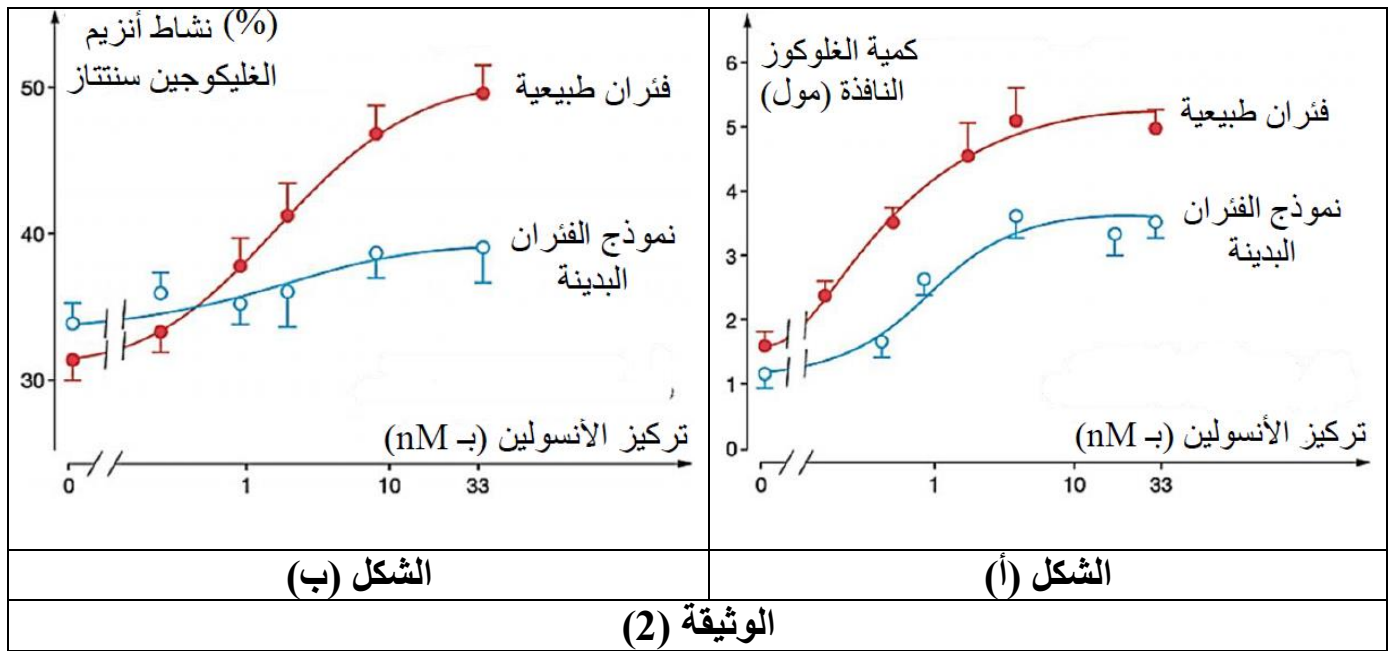 كمية الغلوكوز
النافذة (مول)
فئران طبيعية
نموذج الفئران
البدينة
تركيز الأنسولين (بـ nM)
6
5
4
3
2
1
0
0
1
10
33
الشكل (أ)
(%) نشاط أنزيم
الغليكوجين سنتتاز
فئران طبيعية
نموذج الفئران
البدينة
تركيز الأنسولين (بـ nM)
50
40
30
0
1
10
33
الشكل (ب)
الوثيقة (2)